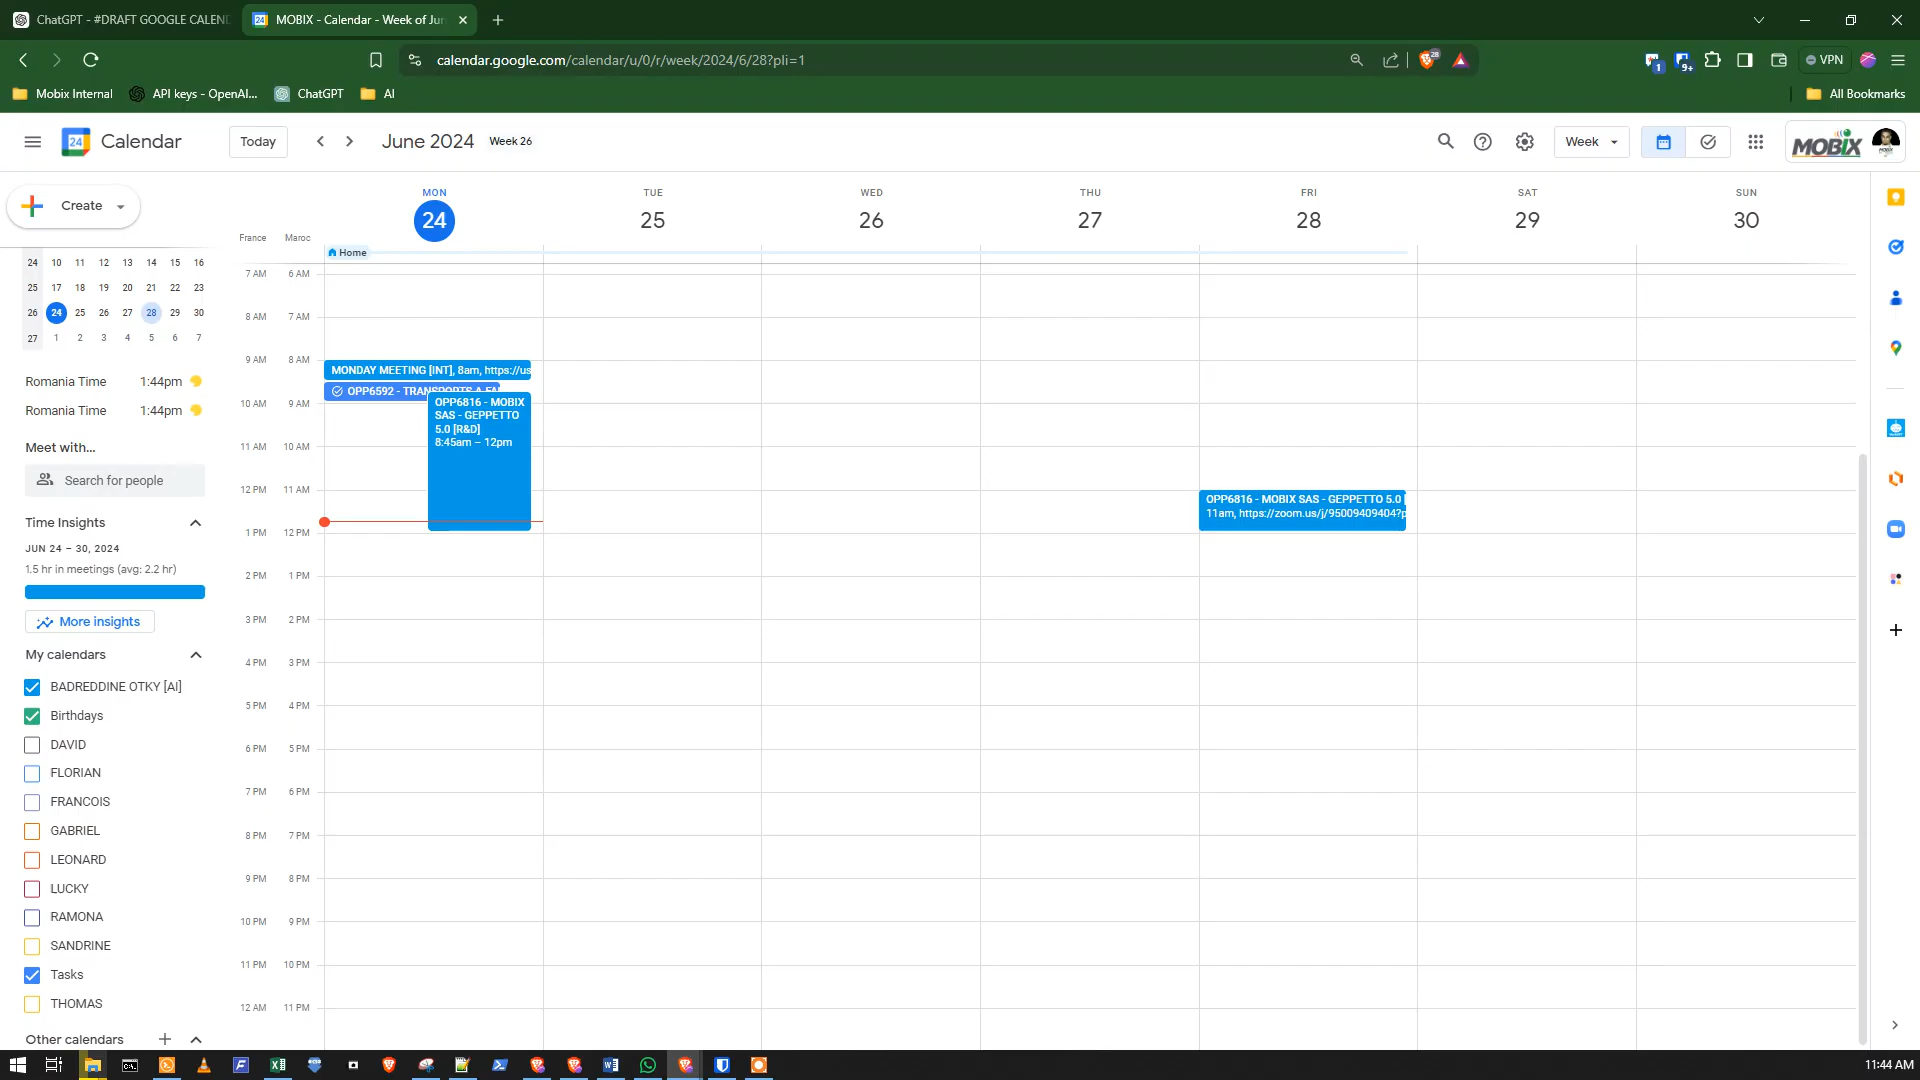 ChatGPT - #DRAFT GOOGLE CALEND
MOBIX - Calendar - Week of Jun
calendar.google.com/calendar/u/0/r/week/2024/6/28?pli=1
28
1
9+
VPN
Mobix Internal
API keys - OpenAI...
ChatGPT
AI
All Bookmarks
24
Calendar
Today
June 2024
Week 26
Week
MOBIX
Create
MON
TUE
WED
THU
FRI
SAT
SUN
24
25
26
27
28
29
30
France Maroc
Home
24 10 11 12 13 14 15 16
25 17 18 19 20 21 22 23
26 24 25 26 27 28 29 30
27 1 2 3 4 5 6 7
Romania Time 1:44pm
Romania Time 1:44pm
Meet with...
Search for people
Time Insights
JUN 24 – 30, 2024
1.5 hr in meetings (avg: 2.2 hr)
More insights
My calendars
BADREDDINE OTKY [AI]
Birthdays
DAVID
FLORIAN
FRANCOIS
GABRIEL
LEONARD
LUCKY
RAMONA
SANDRINE
Tasks
THOMAS
Other calendars
7 AM 6 AM
8 AM 7 AM
9 AM 8 AM
10 AM 9 AM
11 AM 10 AM
12 PM 11 AM
1 PM 12 PM
2 PM 1 PM
3 PM 2 PM
4 PM 3 PM
5 PM 4 PM
6 PM 5 PM
7 PM 6 PM
8 PM 7 PM
9 PM 8 PM
10 PM 9 PM
11 PM 10 PM
12 AM 11 PM
MONDAY MEETING [INT], 8am, https://us
OPP6592 - TRANSPORTS A FA
OPP6816 - MOBIX
SAS - GEPPETTO
5.0 [R&D]
8:45am – 12pm
OPP6816 - MOBIX SAS - GEPPETTO 5.0 [
11am, https://zoom.us/j/95009409404?p
11:44 AM